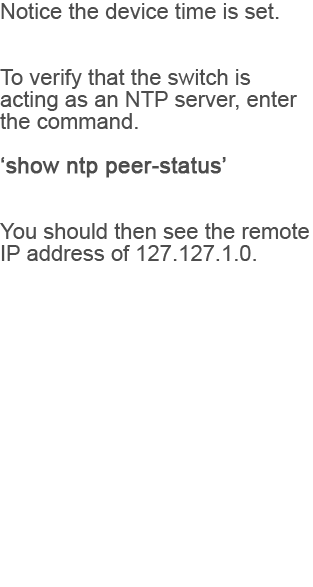 Notice the device time is set.
To verify that the switch is
acting as an NTP server, enter
the command.
‘show ntp peer-status’
You should then see the remote
IP address of 127.127.1.0.